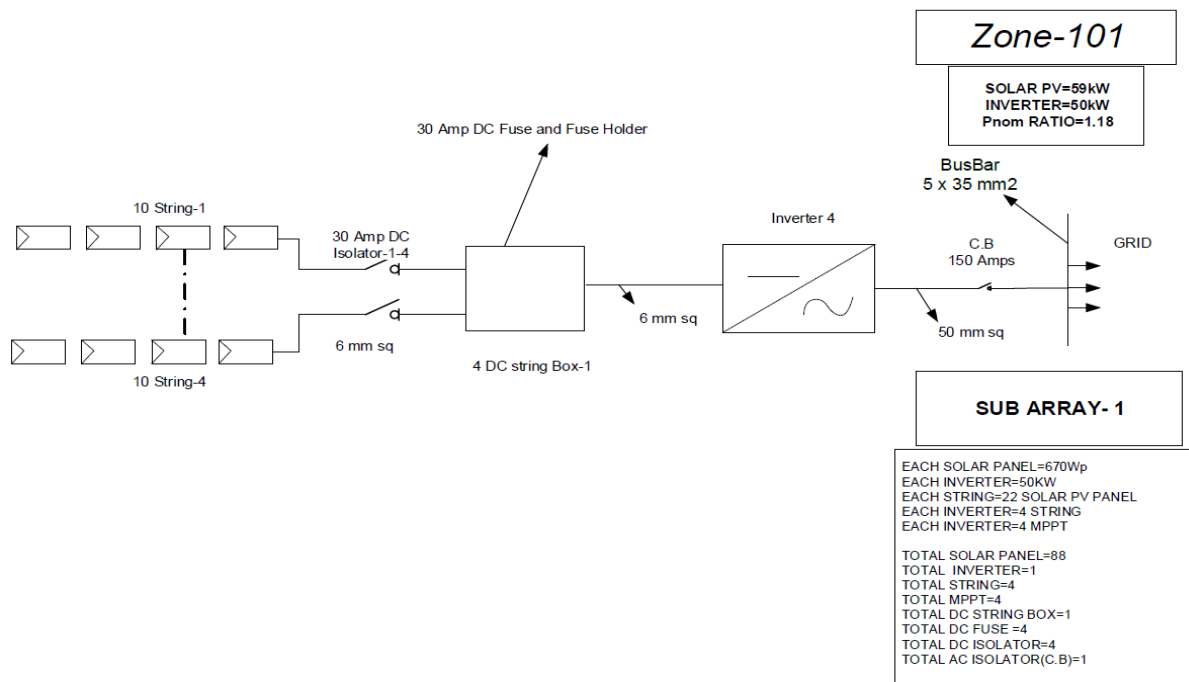 Zone-101
SOLAR PV=59kW
INVERTER=50kW
Pnom RATIO=1.18
30 Amp DC Fuse and Fuse Holder
BusBar
5 x 35 mm2
10 String-1
30 Amp DC
Isolator-1-4
Inverter 4
C.B
150 Amps
GRID
6 mm sq
6 mm sq
50 mm sq
4 DC string Box-1
10 String-4
SUB ARRAY- 1
EACH SOLAR PANEL=670Wp
EACH INVERTER=50KW
EACH STRING=22 SOLAR PV PANEL
EACH INVERTER=4 STRING
EACH INVERTER=4 MPPT
TOTAL SOLAR PANEL=88
TOTAL INVERTER=1
TOTAL STRING=4
TOTAL MPPT=4
TOTAL DC STRING BOX=1
TOTAL DC FUSE =4
TOTAL DC ISOLATOR=4
TOTAL AC ISOLATOR(C.B)=1